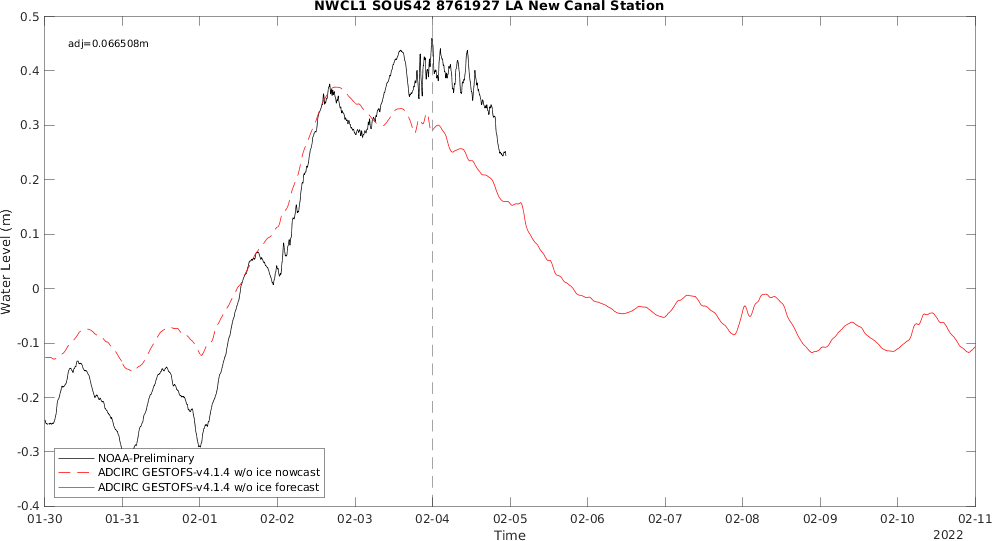 NWCL1 SOUS42 8761927 LA New Canal Station
adj=0.066508m
Water Level (m)
0.5
0.4
0.3
0.2
0.1
0
-0.1
-0.2
-0.3
-0.4
NOAA-Preliminary
ADCIRC GESTOFS-v4.1.4 w/o ice nowcast
ADCIRC GESTOFS-v4.1.4 w/o ice forecast
01-30 01-31 02-01 02-02 02-03 02-04 02-05 02-06 02-07 02-08 02-09 02-10 02-11
Time
2022